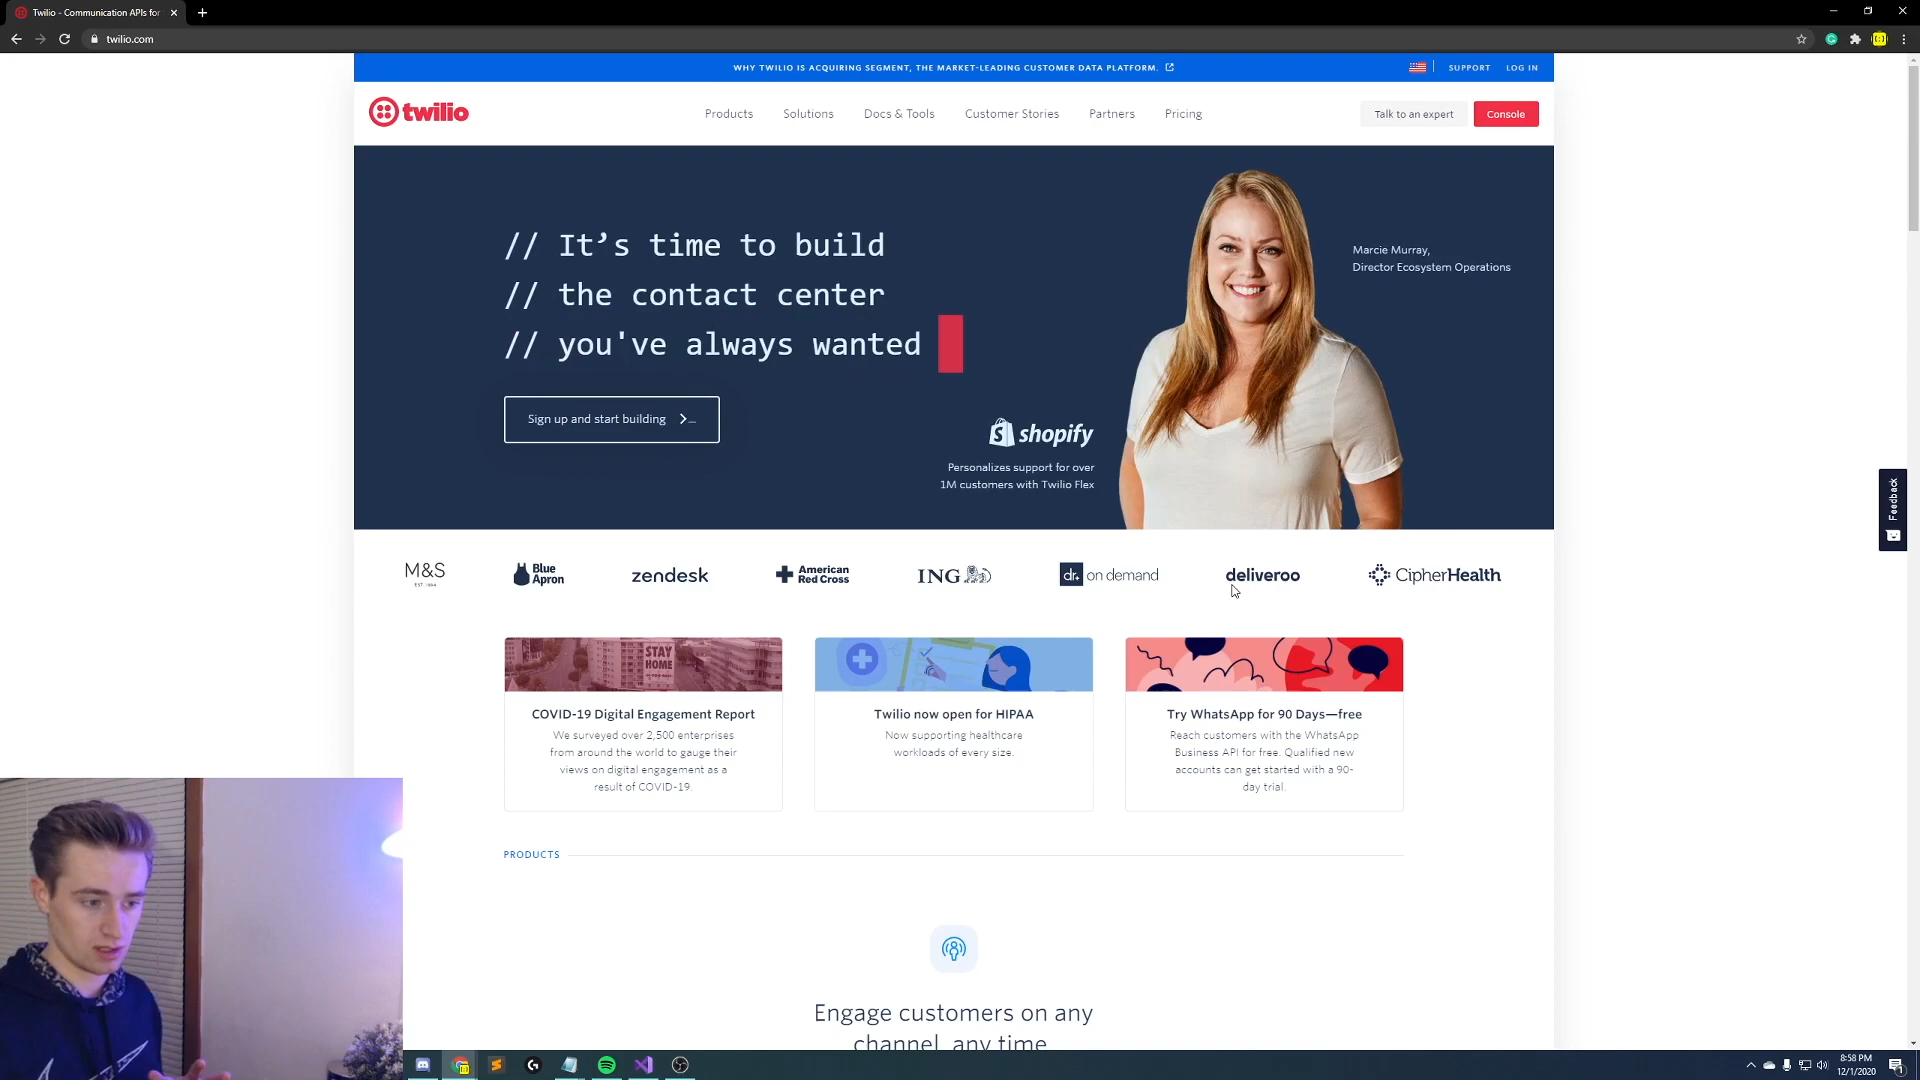 Twilio - Communication APIs for
twilio.com
WHY TWILIO IS ACQUIRING SEGMENT, THE MARKET-LEADING CUSTOMER DATA PLATFORM.
SUPPORT
LOG IN
twilio
Products
Solutions
Docs & Tools
Customer Stories
Partners
Pricing
Talk to an expert
Console
// It’s time to build
// the contact center
// you've always wanted
Sign up and start building
Marcie Murray,
Director Ecosystem Operations
shopify
Personalizes support for over
1M customers with Twilio Flex
Feedback
M&S
EST. 1884
Blue
Apron
zendesk
American
Red Cross
ING
dr+ on demand
deliveroo
CipherHealth
STAY
HOME
COVID-19 Digital Engagement Report
We surveyed over 2,500 enterprises
from around the world to gauge their
views on digital engagement as a
result of COVID-19.
Twilio now open for HIPAA
Now supporting healthcare
workloads of every size.
Try WhatsApp for 90 Days—free
Reach customers with the WhatsApp
Business API for free. Qualified new
accounts can get started with a 90-
day trial.
PRODUCTS
Engage customers on any
channel, any time
8:58 PM
12/1/2020